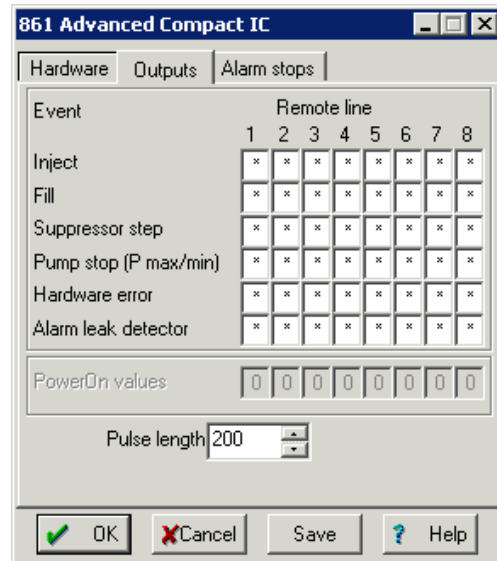 861 Advanced Compact IC
Hardware Outputs Alarm stops
Event Remote line
1 2 3 4 5 6 7 8
Inject × × × × × × × ×
Fill × × × × × × × ×
Suppressor step × × × × × × × ×
Pump stop (P max/min) × × × × × × × ×
Hardware error × × × × × × × ×
Alarm leak detector × × × × × × × ×
PowerOn values 0 0 0 0 0 0 0 0
Pulse length 200
OK Cancel Save ? Help